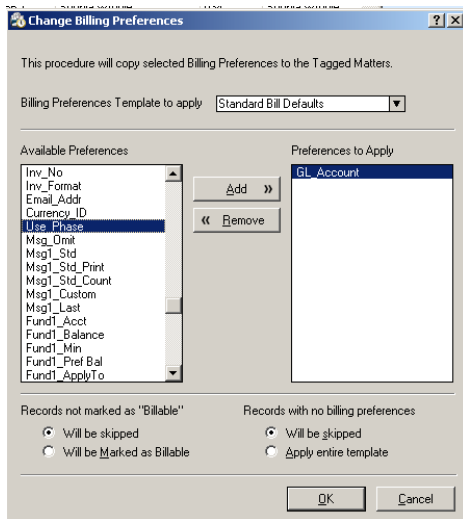 Change Billing Preferences
This procedure will copy selected Billing Preferences to the Tagged Matters.
Billing Preferences Template to apply Standard Bill Defaults
Available Preferences
Inv_No
Inv_Format
Email_Addr
Currency_ID
Use_Phase
Msg_Omit
Msg1_Std
Msg1_Std_Print
Msg1_Std_Count
Msg1_Custom
Msg1_Last
Fund1_Acct
Fund1_Balance
Fund1_Min
Fund1_Pref Bal
Fund1_ApplyTo
Add »
« Remove
Preferences to Apply
GL_Account
Records not marked as "Billable"
Will be skipped
Will be Marked as Billable
Records with no billing preferences
Will be skipped
Apply entire template
OK
Cancel